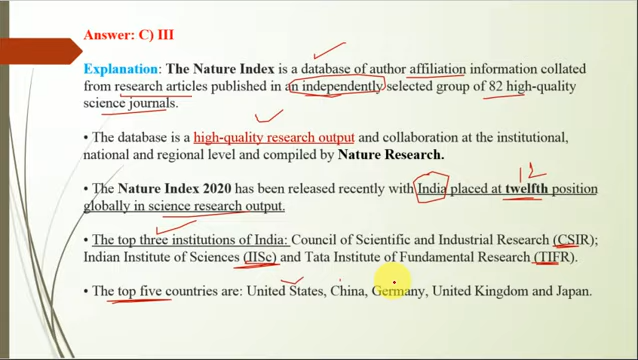 Answer: C) III
Explanation: The Nature Index is a database of author affiliation information collated
from research articles published in an independently selected group of 82 high-quality
science journals.
• The database is a high-quality research output and collaboration at the institutional,
national and regional level and compiled by Nature Research.
12
• The Nature Index 2020 has been released recently with India placed at twelfth position
globally in science research output.
• The top three institutions of India: Council of Scientific and Industrial Research (CSIR);
Indian Institute of Sciences (IISc) and Tata Institute of Fundamental Research (TIFR).
• The top five countries are: United States, China, Germany, United Kingdom and Japan.